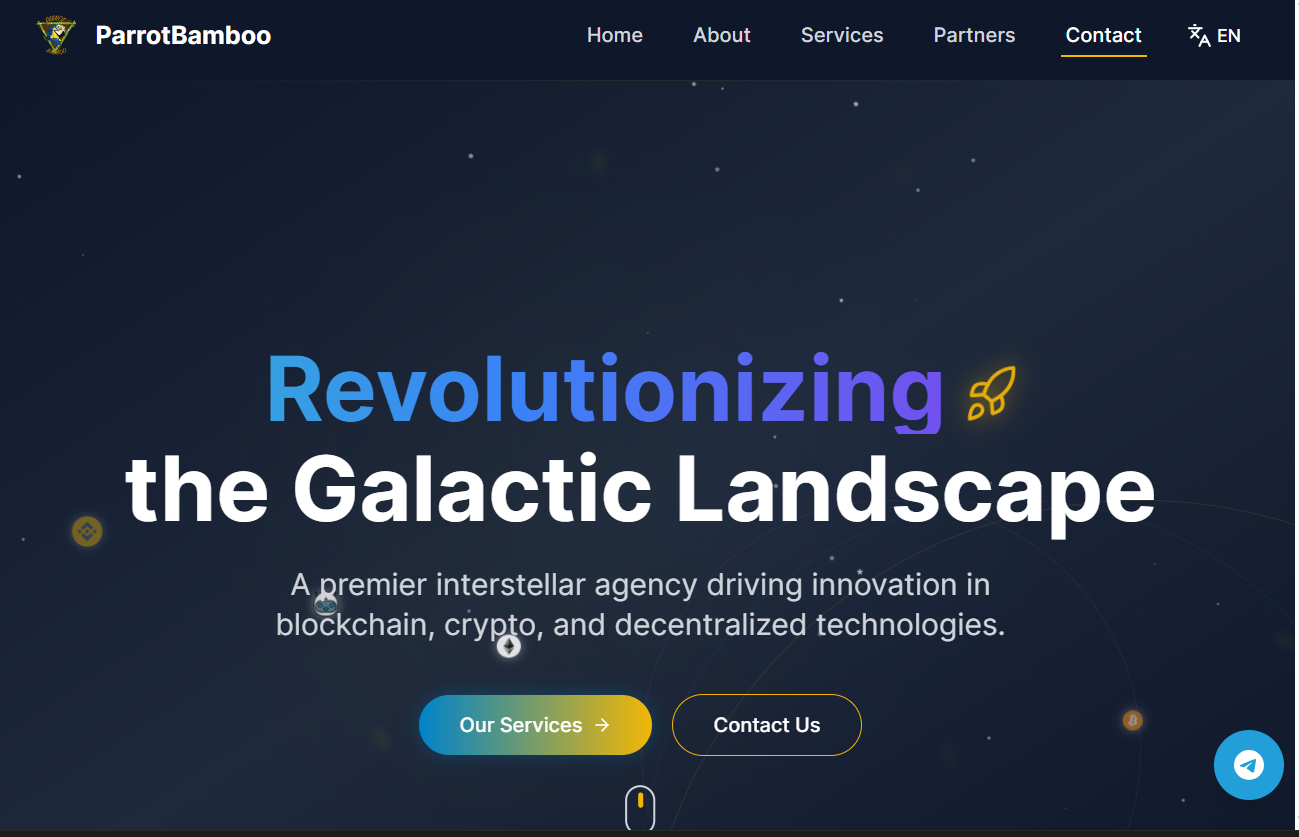 ParrotBamboo
Home About Services Partners Contact EN
Revolutionizing
the Galactic Landscape
A premier interstellar agency driving innovation in
blockchain, crypto, and decentralized technologies.
Our Services →
Contact Us